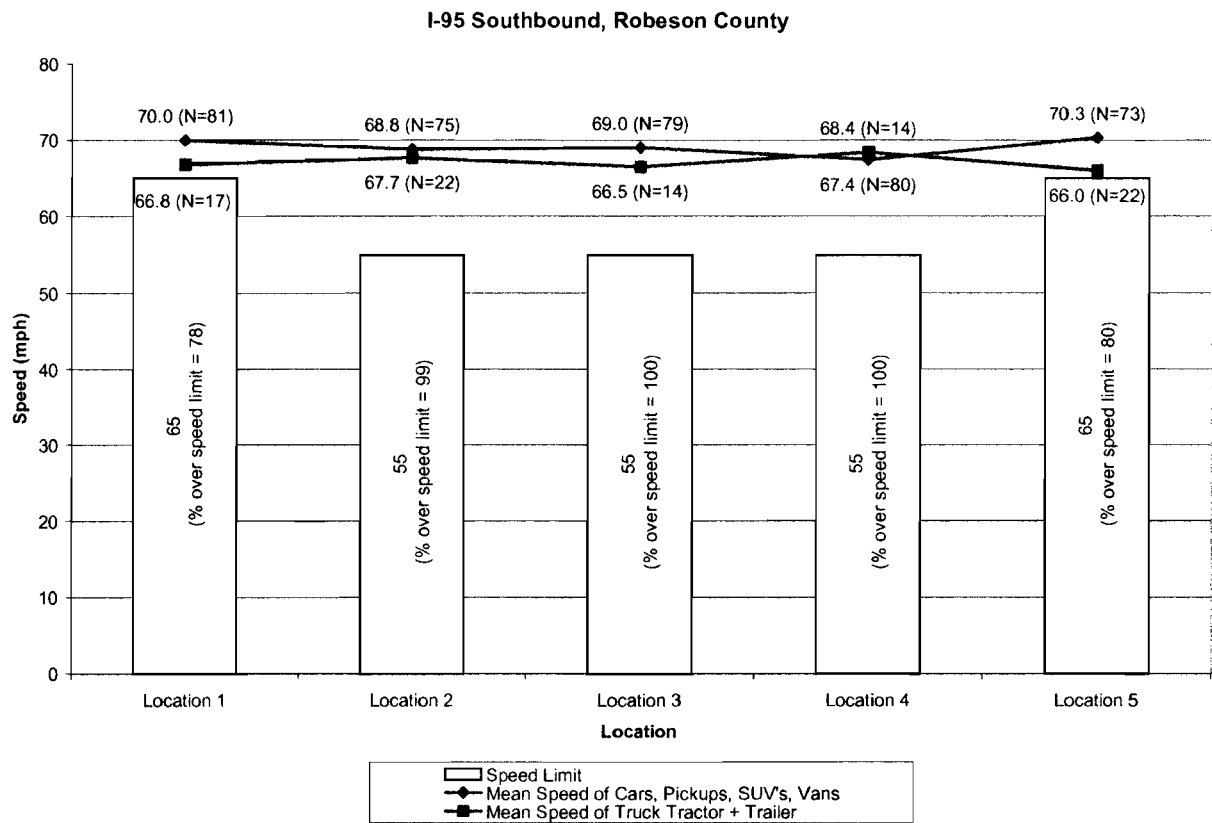 I-95 Southbound, Robeson County
80
70
60
50
40
30
20
10
0
Speed (mph)
70.0 (N=81)
68.8 (N=75)
69.0 (N=79)
68.4 (N=14)
70.3 (N=73)
66.8 (N=17)
67.7 (N=22)
66.5 (N=14)
67.4 (N=80)
66.0 (N=22)
65
(% over speed limit = 78)
55
(% over speed limit = 99)
55
(% over speed limit = 100)
55
(% over speed limit = 100)
65
(% over speed limit = 80)
Location 1
Location 2
Location 3
Location 4
Location 5
Location
Speed Limit
Mean Speed of Cars, Pickups, SUV's, Vans
Mean Speed of Truck Tractor + Trailer